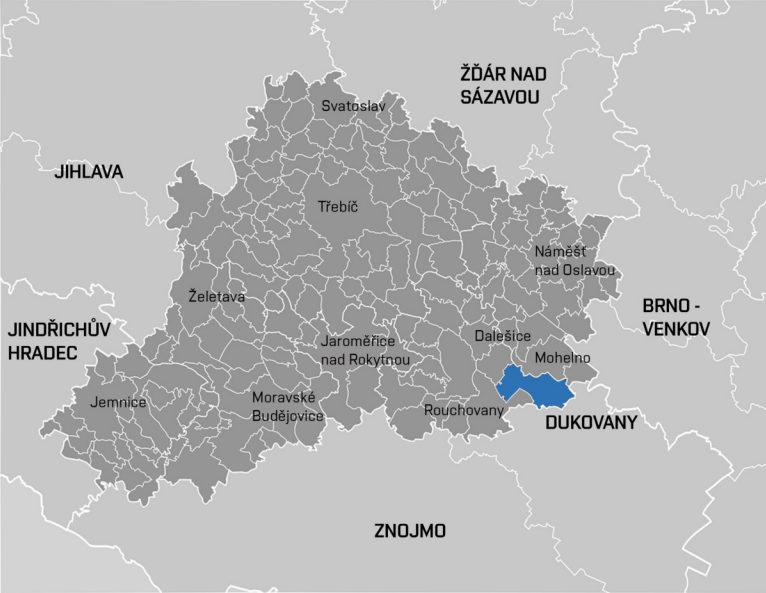 ŽĎÁR NAD
SÁZAVOU
Svatoslav
JIHLAVA
Třebíč
Náměšť
nad Oslavou
Želetava
BRNO -
VENKOV
JINDŘICHŮV
HRADEC
Jaroměřice
nad Rokytnou
Dalešice
Mohelno
Jemnice
Moravské
Budějovice
Rouchovany
DUKOVANY
ZNOJMO